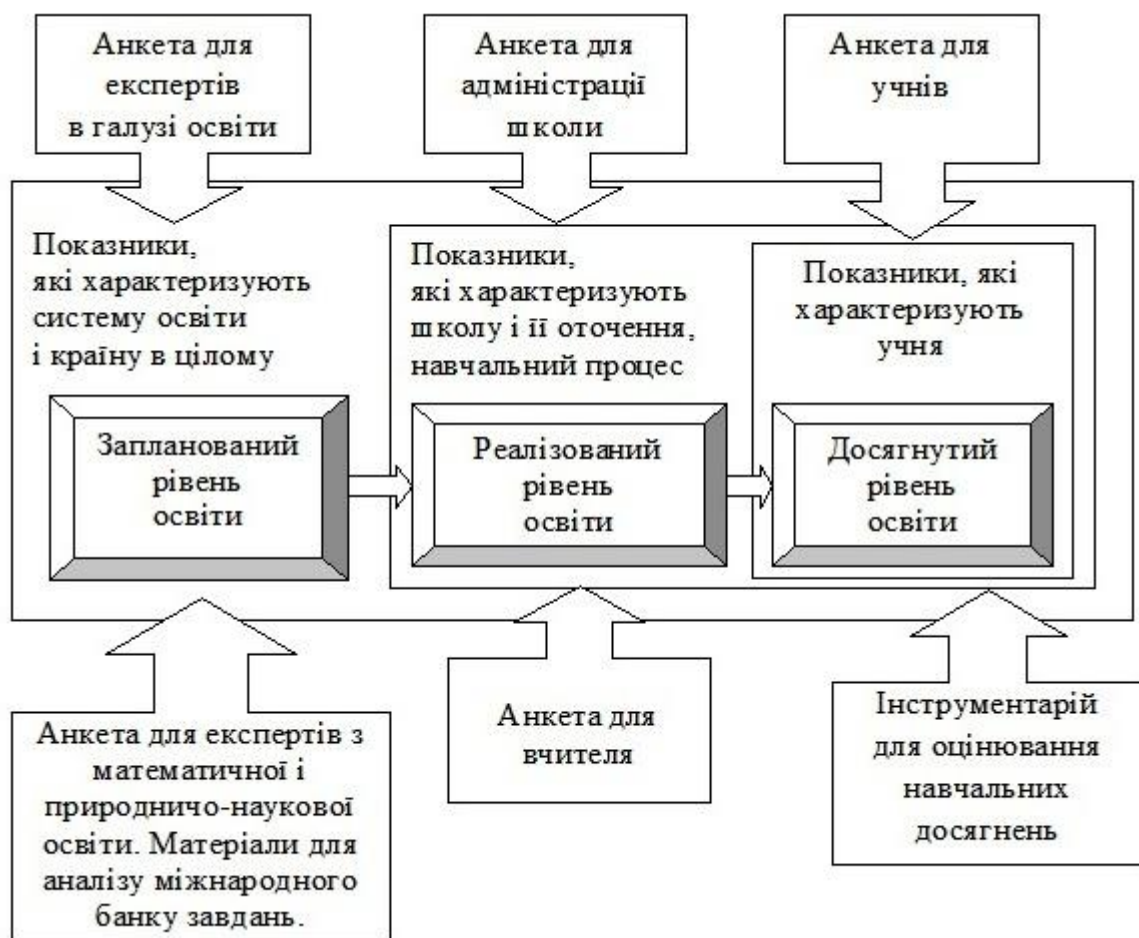 Анкета для
експертів
в галузі освіти
Анкета для
адміністрації
школи
Анкета для
учнів
Показники,
які характеризують
систему освіти
і країну в цілому
Показники,
які характеризують
школу і її оточення,
навчальний процес
Показники, які
характеризують
учня
Запланований
рівень
освіти
Реалізований
рівень
освіти
Досягнутий
рівень
освіти
Анкета для експертів з
математичної і
природничо-наукової
освіти. Матеріали для
аналізу міжнародного
банку завдань.
Анкета для
вчителя
Інструментарій
для оцінювання
навчальних
досягнень